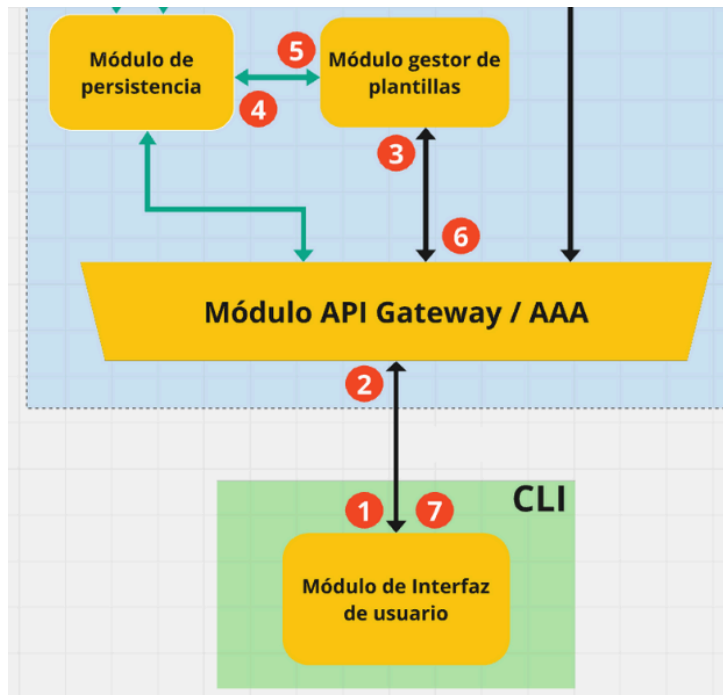 Módulo de
persistencia
5
Módulo gestor de
plantillas
4
3
6
Módulo API Gateway / AAA
2
CLI
1
7
Módulo de Interfaz
de usuario